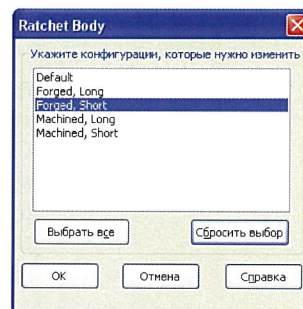 Ratchet Body
Укажите конфигурации, которые нужно изменить
Default
Forged, Long
Forged, Short
Machined, Long
Machined, Short
Выбрать все
Сбросить выбор
ОК
Отмена
Справка